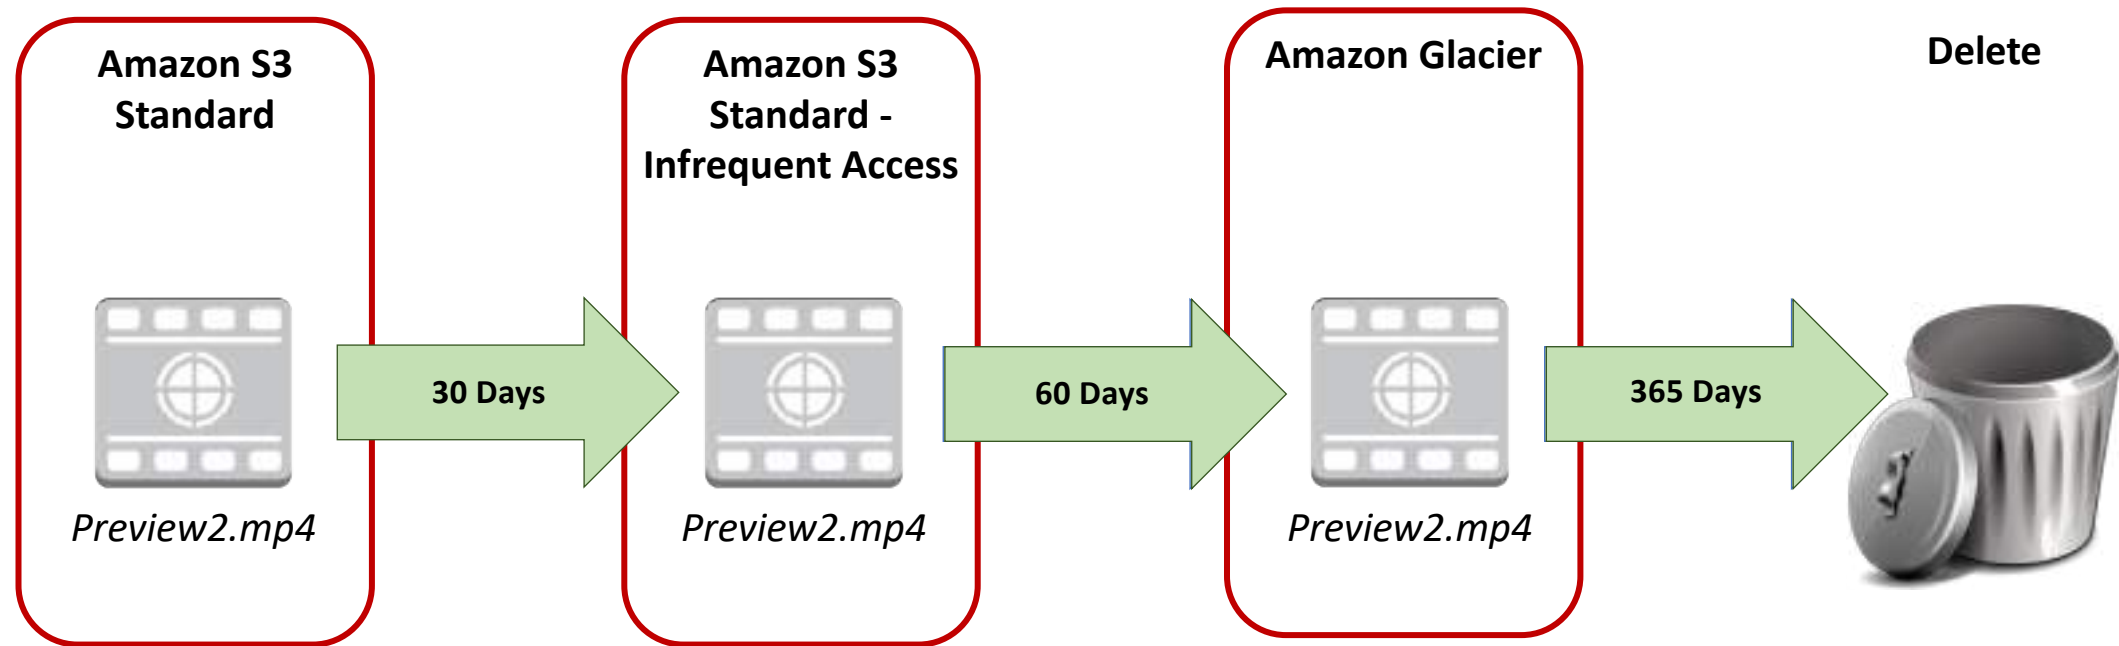 Amazon S3
Standard
Amazon S3
Standard -
Infrequent Access
Amazon Glacier
Delete
30 Days
60 Days
365 Days
Preview2.mp4
Preview2.mp4
Preview2.mp4